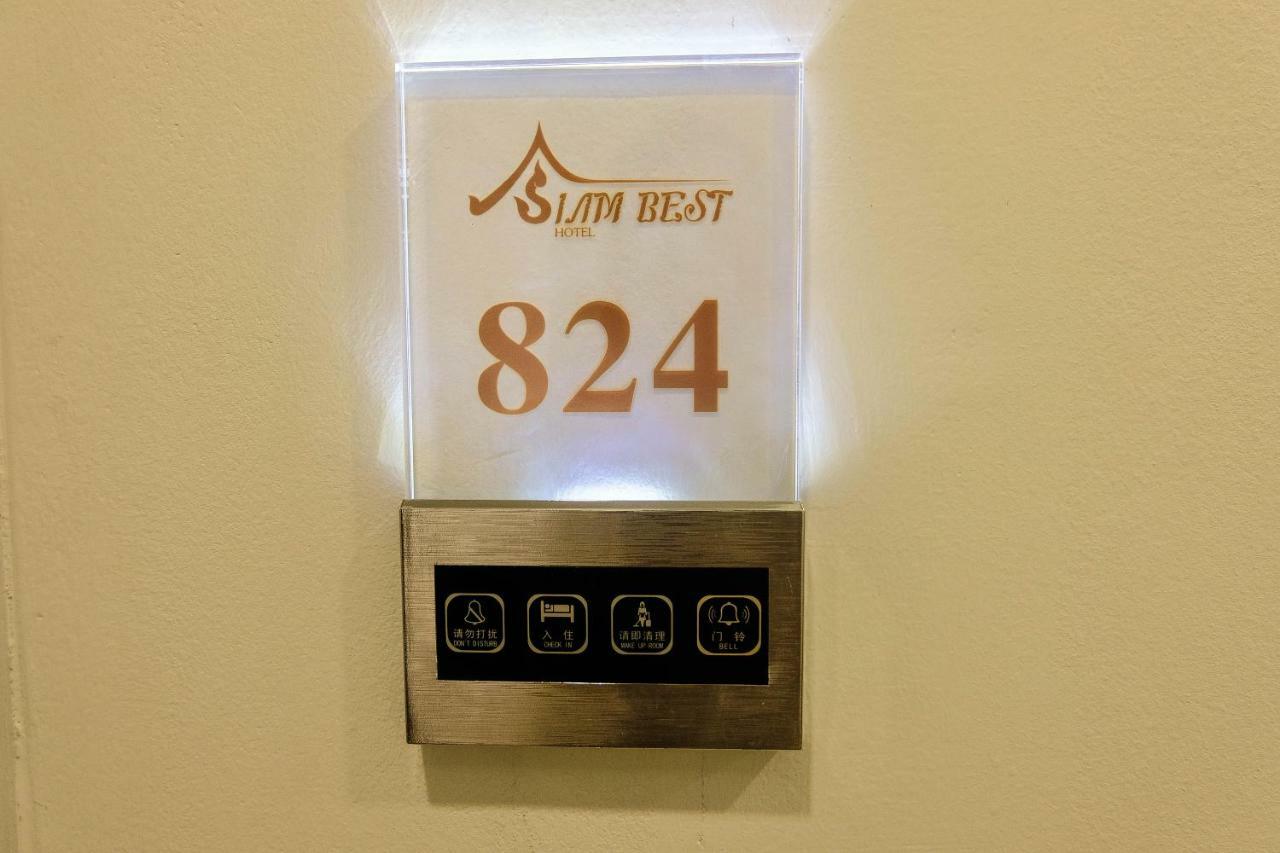 SIAM BEST
HOTEL
824
请勿打扰
DON'T DISTURB
入 住
CHECK IN
请即清理
MAKE UP ROOM
门 铃
BELL